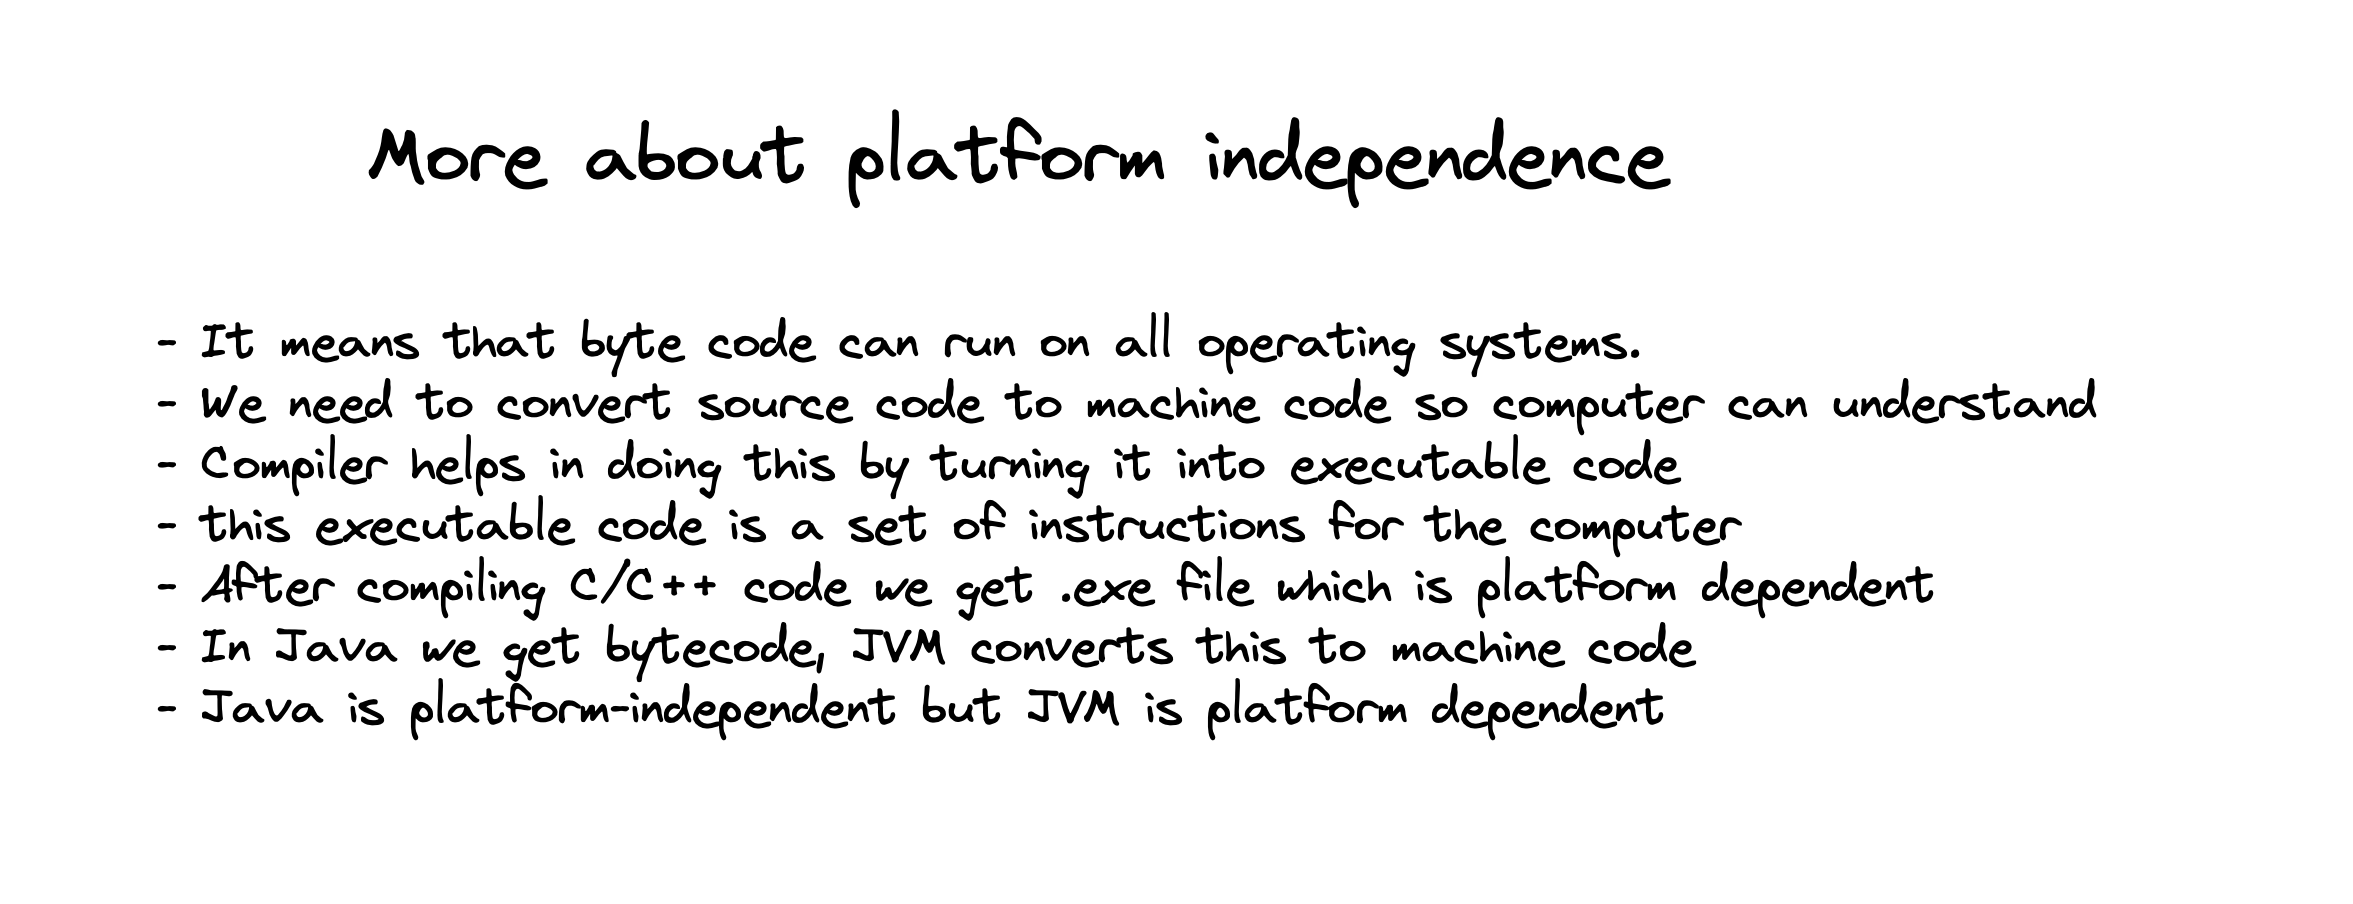 More about platform independence
- It means that byte code can run on all operating systems.
- We need to convert source code to machine code so computer can understand
- Compiler helps in doing this by turning it into executable code
- this executable code is a set of instructions for the computer
- After compiling C/C++ code we get .exe file which is platform dependent
- In Java we get bytecode, JVM converts this to machine code
- Java is platform-independent but JVM is platform dependent